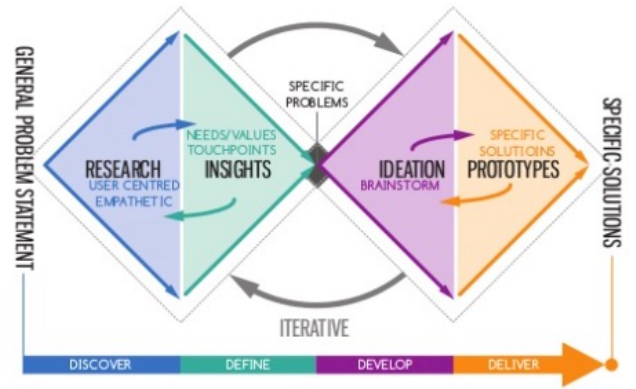 GENERAL PROBLEM STATEMENT
SPECIFIC
PROBLEMS
NEEDS/VALUES
TOUCHPOINTS
RESEARCH
USER CENTRED
EMPATHETIC
INSIGHTS
IDEATION
BRAINSTORM
SPECIFIC
SOLUTIOINS
PROTOTYPES
SPECIFIC SOLUTIONS
ITERATIVE
DISCOVER
DEFINE
DEVELOP
DELIVER